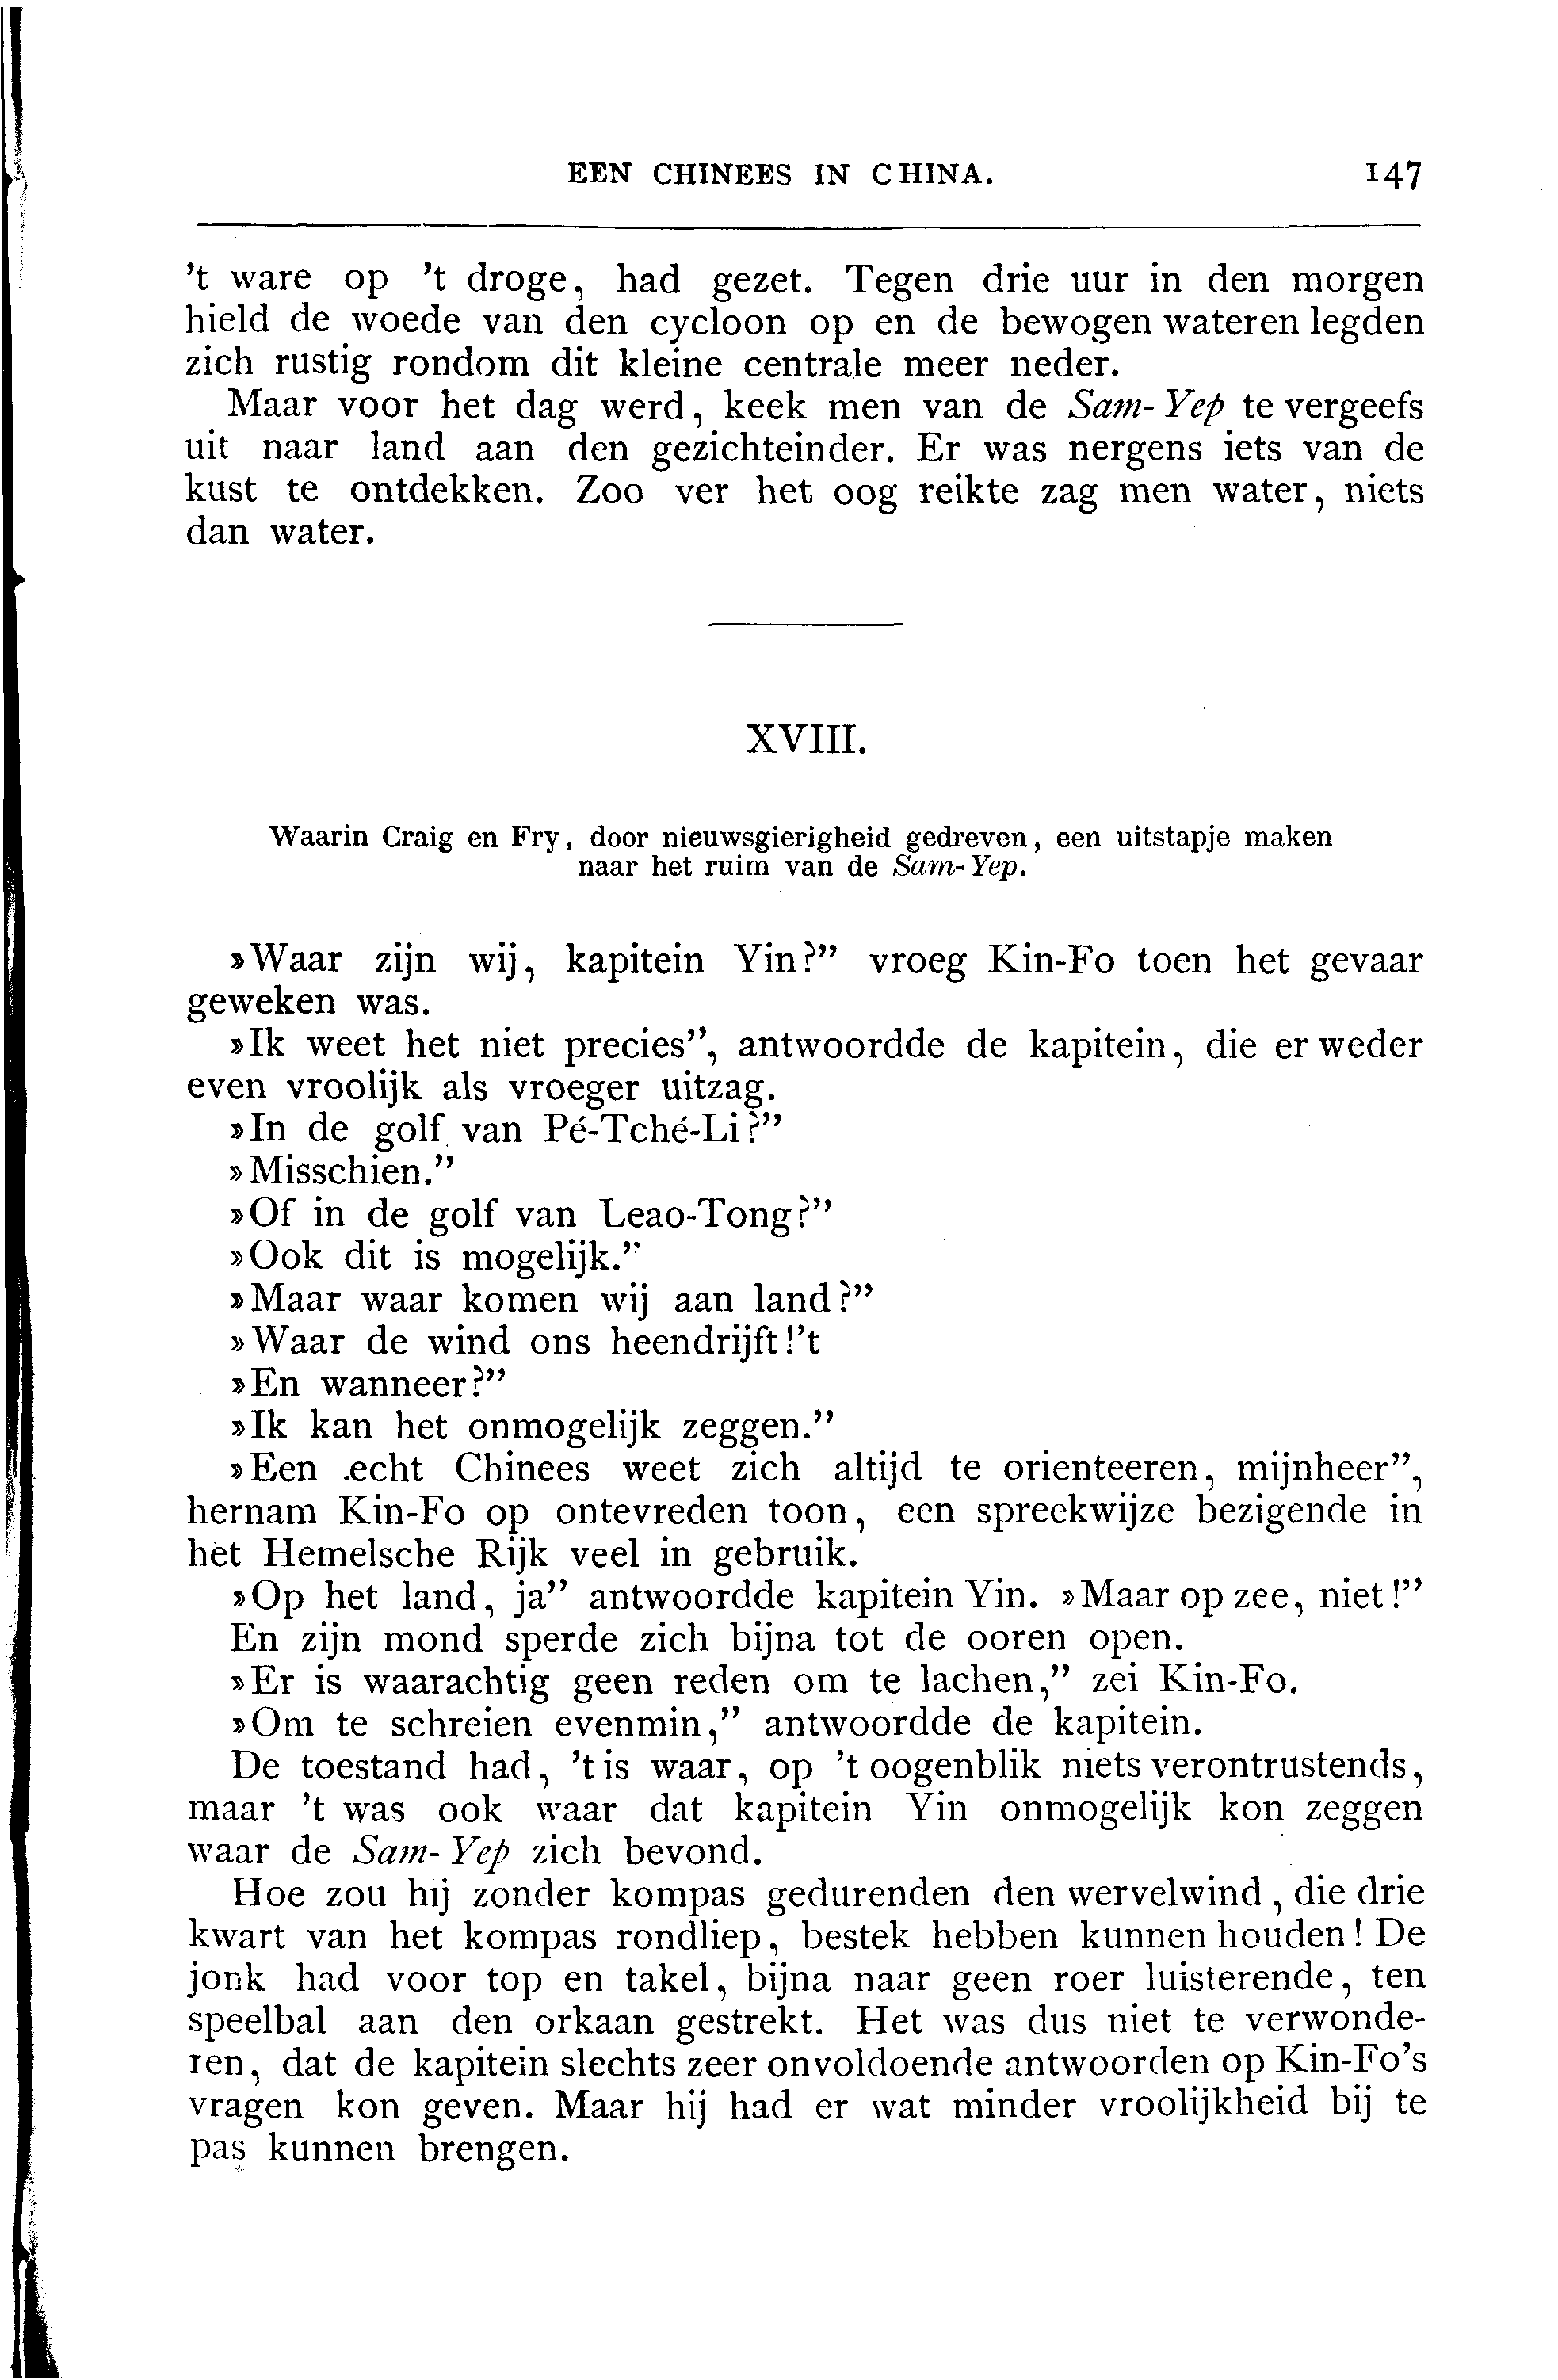 EEN CHINEES IN CHINA. 147
't ware op 't droge, had gezet. Tegen drie uur in den morgen
hield de woede van den cycloon op en de bewogen wateren legden
zich rustig rondom dit kleine centrale meer neder.
Maar voor het dag werd, keek men van de Sam-Yep te vergeefs
uit naar land aan den gezichteinder. Er was nergens iets van de
kust te ontdekken. Zoo ver het oog reikte zag men water, niets
dan water.
XVIII.
Waarin Craig en Fry, door nieuwsgierigheid gedreven, een uitstapje maken
naar het ruim van de Sam-Yep.
»Waar zijn wij, kapitein Yin?” vroeg Kin-Fo toen het gevaar
geweken was.
»Ik weet het niet precies”, antwoordde de kapitein, die er weder
even vroolijk als vroeger uitzag.
»In de golf van Pé-Tché-Li?”
»Misschien.”
»Of in de golf van Leao-Tong?”
»Ook dit is mogelijk.”
»Maar waar komen wij aan land?”
»Waar de wind ons heendrijft!'t
»En wanneer?”
»Ik kan het onmogelijk zeggen.”
»Een echt Chinees weet zich altijd te orienteeren, mijnheer”,
hernam Kin-Fo op ontevreden toon, een spreekwijze bezigende in
het Hemelsche Rijk veel in gebruik.
»Op het land, ja” antwoordde kapitein Yin. »Maar op zee, niet!”
En zijn mond sperde zich bijna tot de ooren open.
»Er is waarachtig geen reden om te lachen,” zei Kin-Fo.
»Om te schreien evenmin,” antwoordde de kapitein.
De toestand had, 't is waar, op 't oogenblik niets verontrustends,
maar 't was ook waar dat kapitein Yin onmogelijk kon zeggen
waar de Sam-Yep zich bevond.
Hoe zou hij zonder kompas gedurenden den wervelwind, die drie
kwart van het kompas rondliep, bestek hebben kunnen houden! De
jonk had voor top en takel, bijna naar geen roer luisterende, ten
speelbal aan den orkaan gestrekt. Het was dus niet te verwonde-
ren, dat de kapitein slechts zeer onvoldoende antwoorden op Kin-Fo's
vragen kon geven. Maar hij had er wat minder vroolijkheid bij te
pas kunnen brengen.